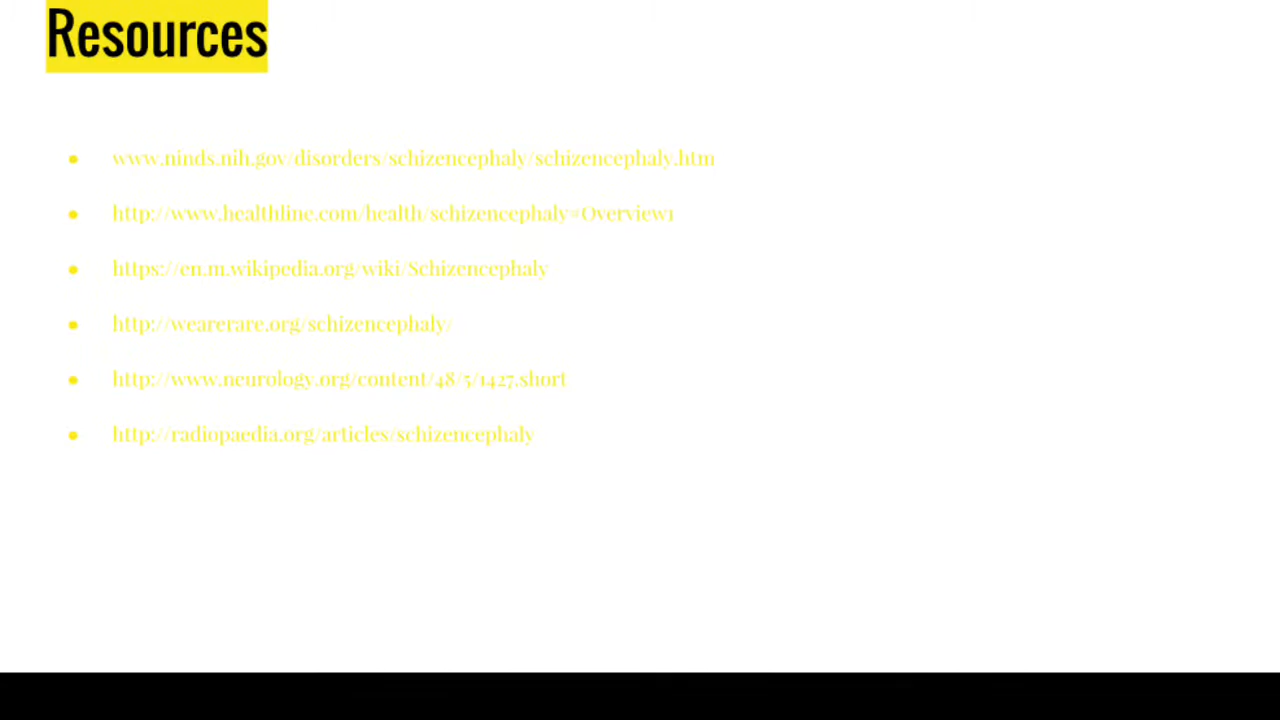 Resources
www.ninds.nih.gov/disorders/schizencephaly/schizencephaly.htm
http://www.healthline.com/health/schizencephaly#Overview1
https://en.m.wikipedia.org/wiki/Schizencephaly
http://wearerare.org/schizencephaly/
http://www.neurology.org/content/48/5/1427.short
http://radiopaedia.org/articles/schizencephaly